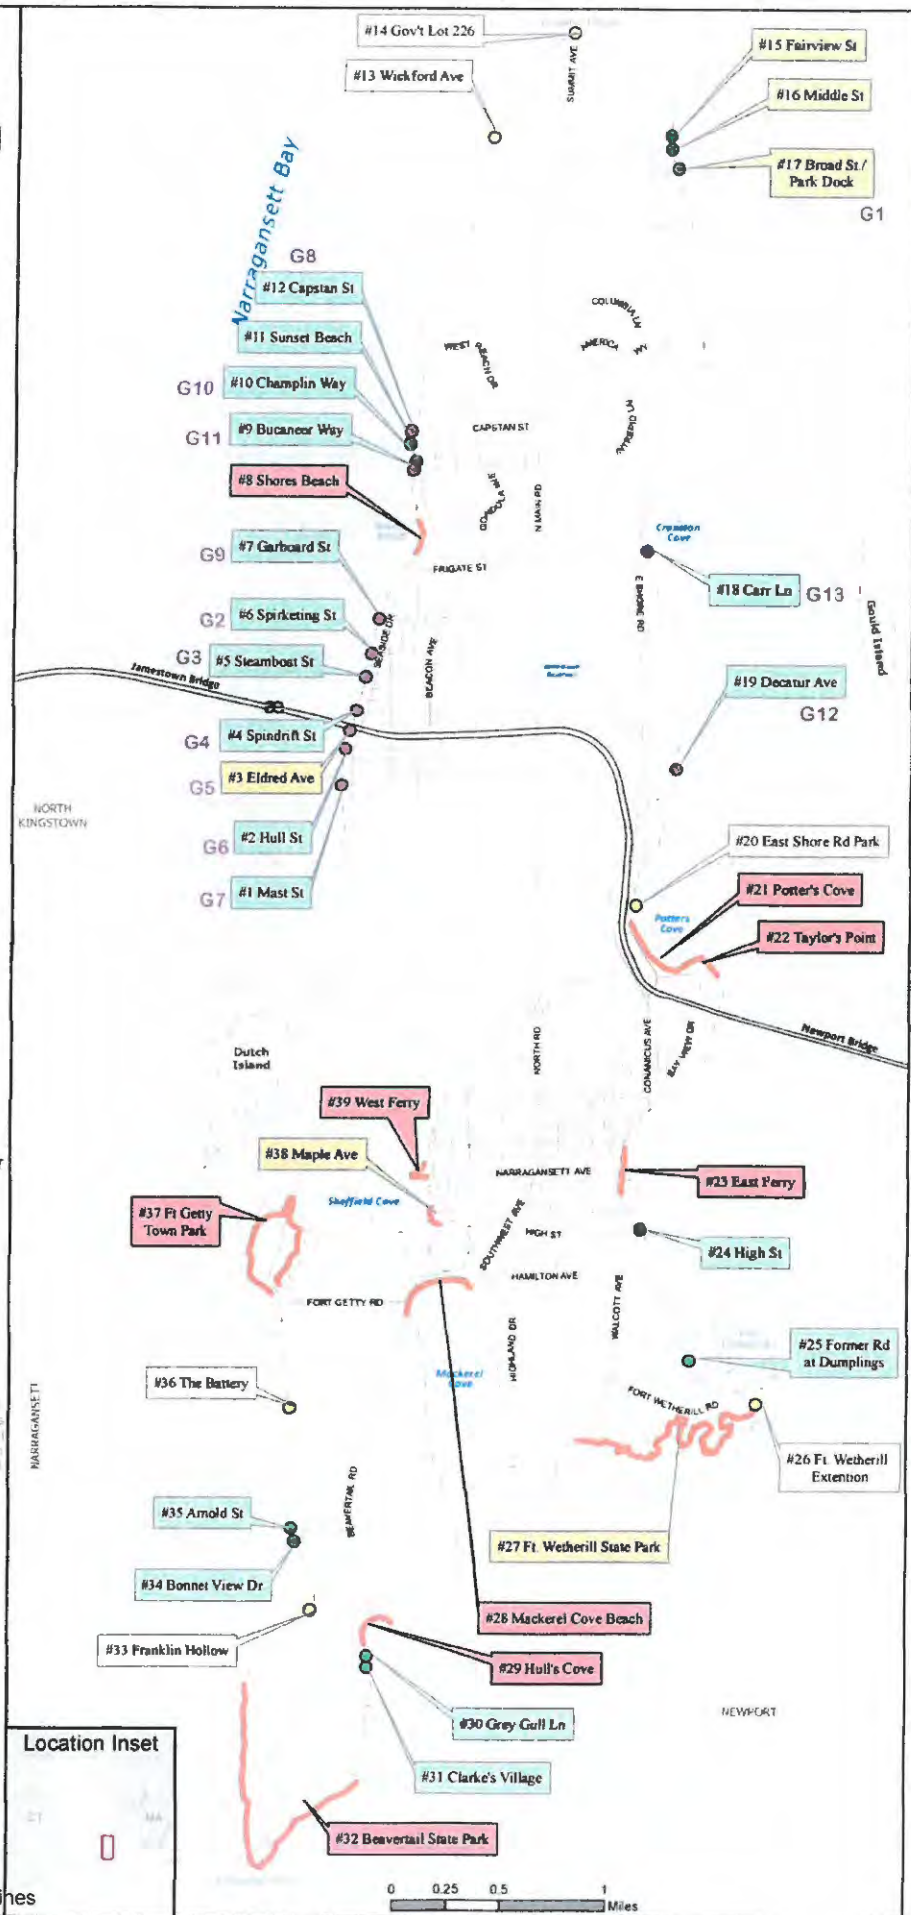 #14 Gov't Lot 226
SUMMIT AVE
#15 Fairview St
#13 Wickford Ave
#16 Middle St
#17 Broad St /
Park Dock
G1
Narragansett Bay
G8
#12 Capstan St
COLUMBIA LN
#11 Sunset Beach
WEST REACH DR
AMERICA
G10
#10 Champlin Way
INTREPID LN
G11
#9 Bucaneer Way
CAPSTAN ST
#8 Shores Beach
GONDOLA AVE
N MAIN RD
Cranston
Cove
G9
#7 Garboard St
FRIGATE ST
#18 Carr Ln
G13
E SHORE RD
Gould Island
G2
#6 Spirketing St
SEASIDE DR
BEACON AVE
G3
#5 Steamboat St
Jamestown Bridge
#19 Decatur Ave
G12
G4
#4 Spindrift St
G5
#3 Eldred Ave
NORTH
KINGSTOWN
G6
#2 Hull St
#20 East Shore Rd Park
G7
#1 Mast St
#21 Potter's Cove
Potters
Cove
#22 Taylor's Point
Newport Bridge
NORTH RD
CONANICUS AVE
BAY VIEW DR
Dutch
Island
#39 West Ferry
#38 Maple Ave
NARRAGANSETT AVE
#23 East Ferry
Sheffield Cove
#37 Ft Getty
Town Park
SOUTHWEST AVE
HIGH ST
#24 High St
HAMILTON AVE
FORT GETTY RD
WALCOTT AVE
HIGHLAND DR
#25 Former Rd
at Dumplings
#36 The Battery
Mackerel
Cove
FORT WETHERILL RD
NARRAGANSETT
#26 Ft. Wetherill
Extention
BEAVERTAIL RD
#35 Arnold St
#27 Ft. Wetherill State Park
#34 Bonnet View Dr
#28 Mackerel Cove Beach
#33 Franklin Hollow
#29 Hull's Cove
NEWPORT
#30 Grey Gull Ln
Location Inset
#31 Clarke's Village
CT
MA
#32 Beavertail State Park
0 0.25 0.5 1
Miles